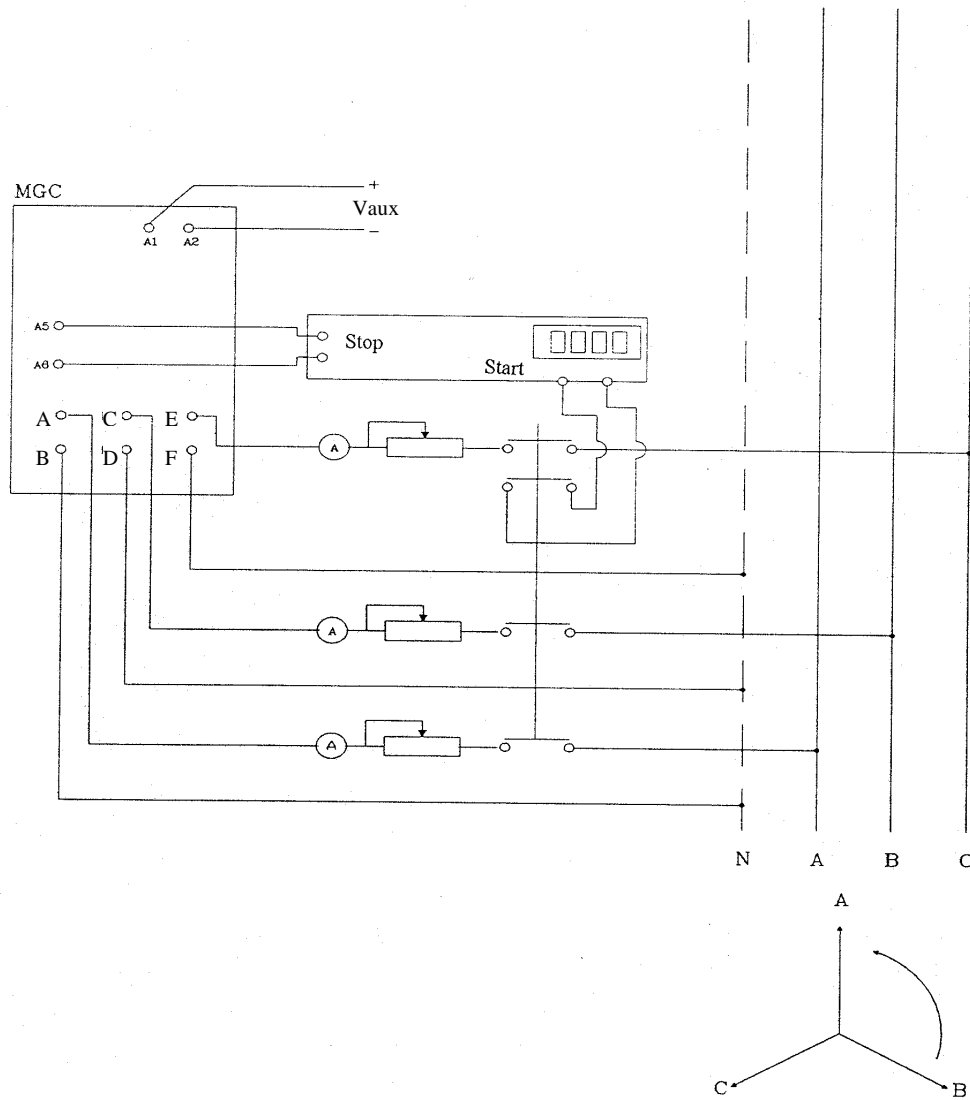 MGC
+
Vaux
−
A1 A2
A5
Stop
A6
Start
A C E
B D F
A
A
A
N A B C
A
C
B